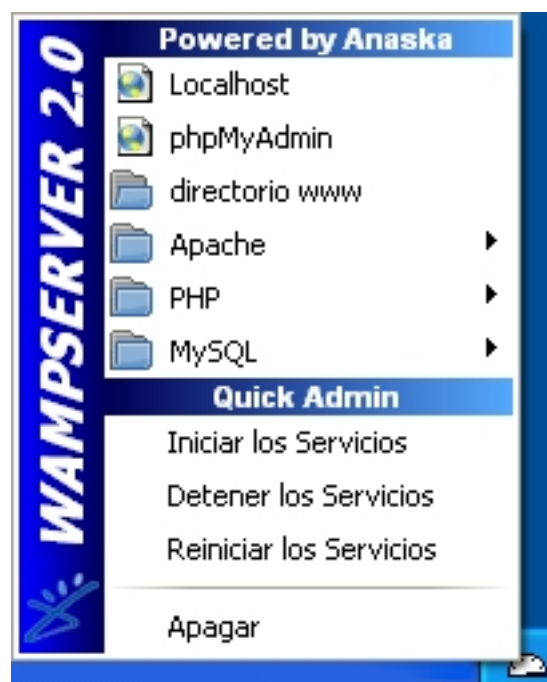 WAMPSERVER 2.0
Powered by Anaska
Localhost
phpMyAdmin
directorio www
Apache
PHP
MySQL
Quick Admin
Iniciar los Servicios
Detener los Servicios
Reiniciar los Servicios
Apagar